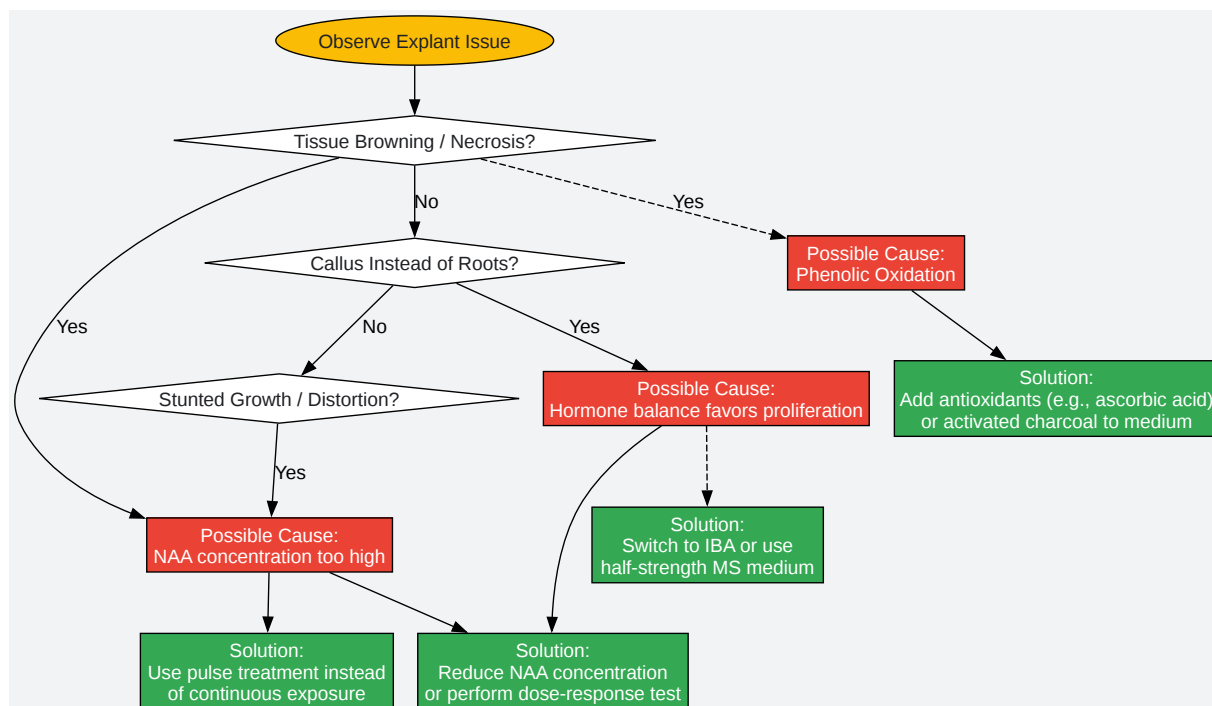 Observe Explant Issue
Tissue Browning / Necrosis?
No
Yes
Callus Instead of Roots?
Possible Cause:
Phenolic Oxidation
Yes
No
Yes
Stunted Growth / Distortion?
Possible Cause:
Hormone balance favors proliferation
Solution:
Add antioxidants (e.g., ascorbic acid)
or activated charcoal to medium
Yes
Possible Cause:
NAA concentration too high
Solution:
Switch to IBA or use
half-strength MS medium
Solution:
Use pulse treatment instead
of continuous exposure
Solution:
Reduce NAA concentration
or perform dose-response test